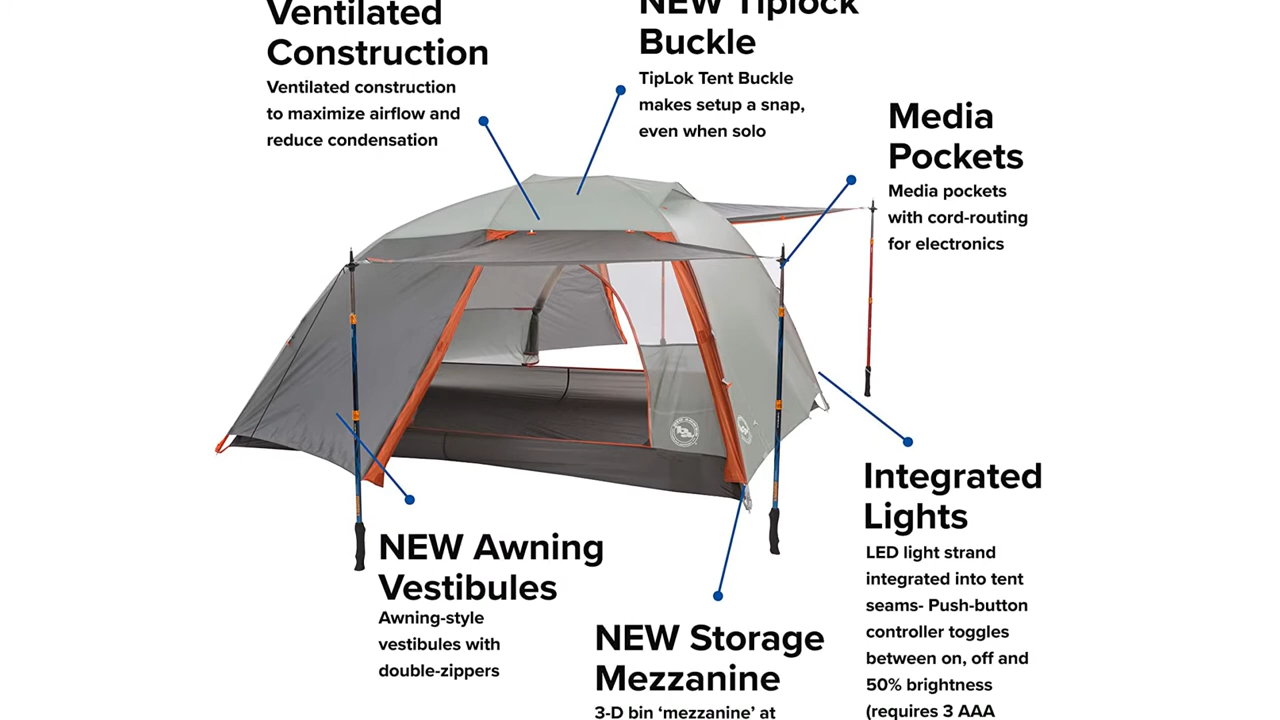 Ventilated
Construction
Ventilated construction
to maximize airflow and
reduce condensation
NEW Tiplock
Buckle
TipLok Tent Buckle
makes setup a snap,
even when solo
Media
Pockets
Media pockets
with cord-routing
for electronics
Integrated
Lights
LED light strand
integrated into tent
seams- Push-button
controller toggles
between on, off and
50% brightness
(requires 3 AAA
NEW Awning
Vestibules
Awning-style
vestibules with
double-zippers
NEW Storage
Mezzanine
3-D bin ‘mezzanine’ at